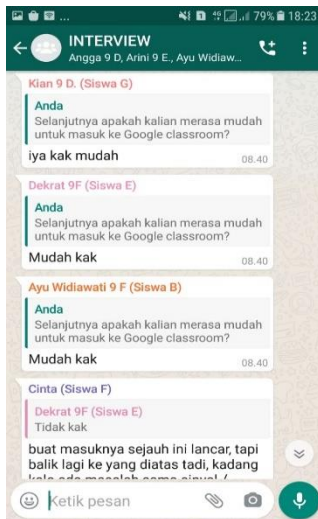 79% 18:23
INTERVIEW
Angga 9 D, Arini 9 E., Ayu Widiaw...
Kian 9 D. (Siswa G)
Anda
Selanjutnya apakah kalian merasa mudah
untuk masuk ke Google classroom?
iya kak mudah
08.40
Dekrat 9F (Siswa E)
Anda
Selanjutnya apakah kalian merasa mudah
untuk masuk ke Google classroom?
Mudah kak
08.40
Ayu Widiawati 9 F (Siswa B)
Anda
Selanjutnya apakah kalian merasa mudah
untuk masuk ke Google classroom?
Mudah kak
08.40
Cinta (Siswa F)
Dekrat 9F (Siswa E)
Tidak kak
buat masuknya sejauh ini lancar, tapi
balik lagi ke yang diatas tadi, kadang
Ketik pesan